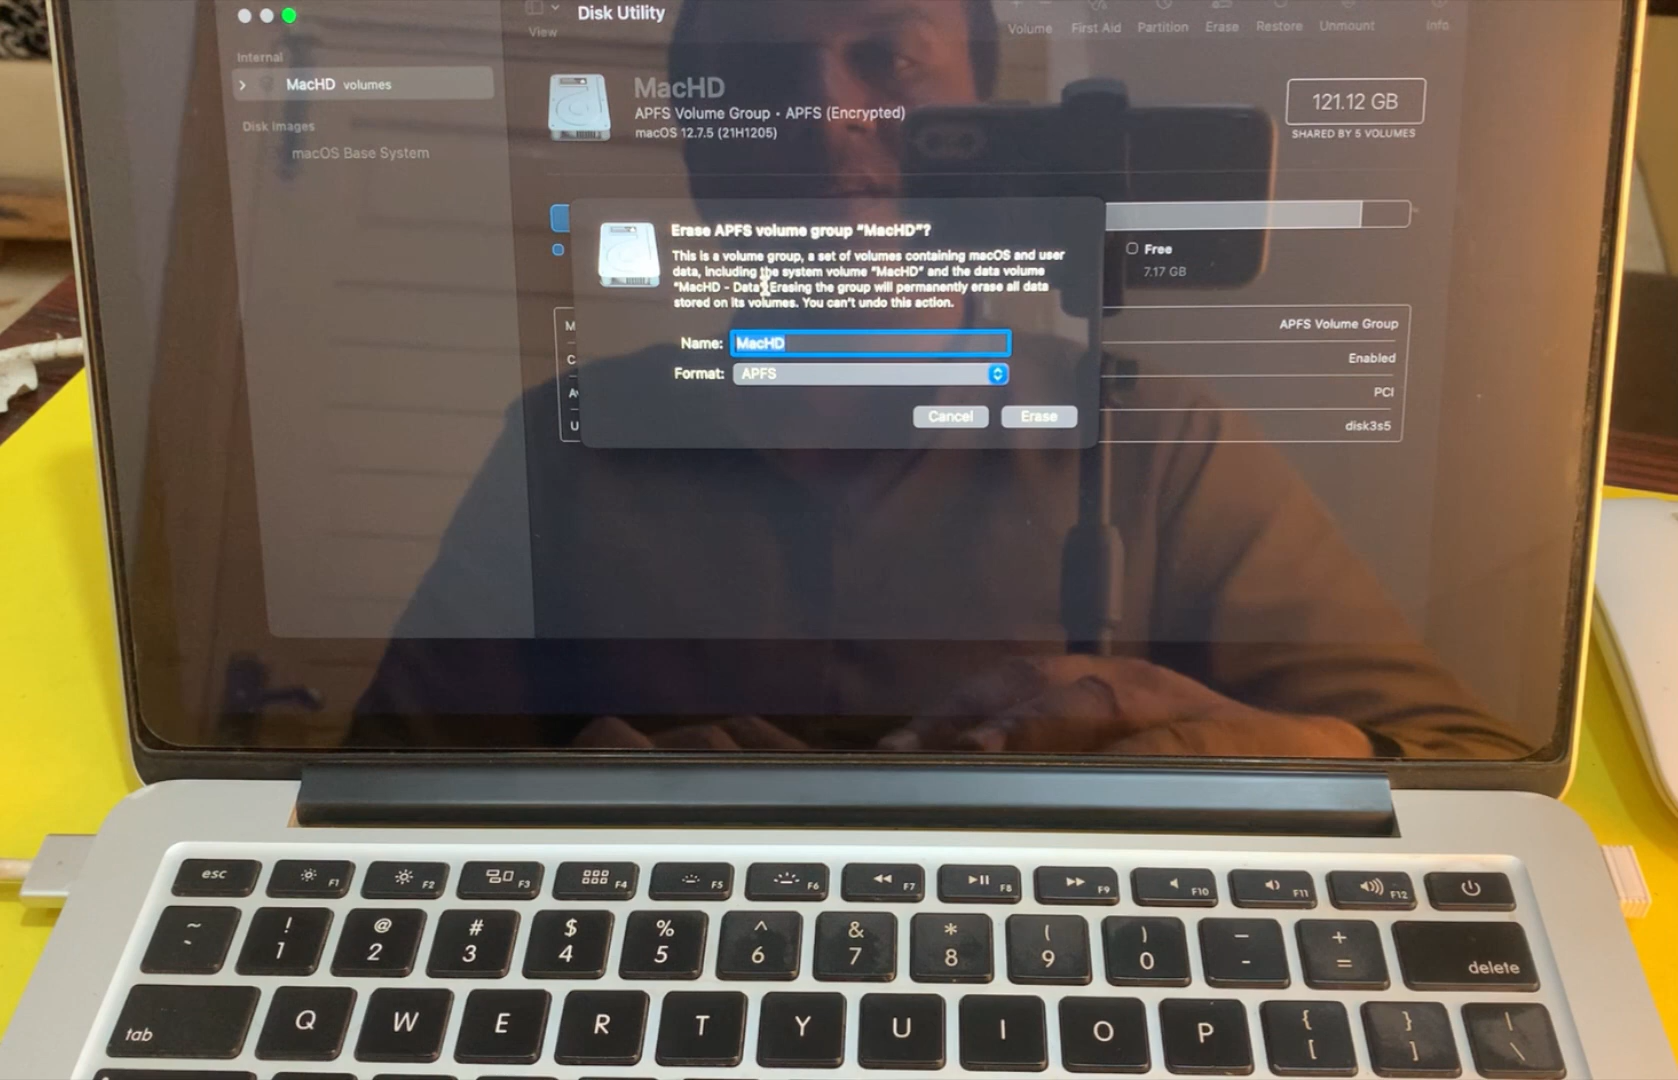 Disk Utility
View
Volume
First Aid
Partition
Erase
Restore
Unmount
Info
Internal
MacHD volumes
Disk Images
macOS Base System
MacHD
APFS Volume Group • APFS (Encrypted)
macOS 12.7.5 (21H1205)
121.12 GB
SHARED BY 5 VOLUMES
Free
7.17 GB
Erase APFS volume group “MacHD”?
This is a volume group, a set of volumes containing macOS and user
data, including the system volume “MacHD” and the data volume
“MacHD - Data”. Erasing the group will permanently erase all data
stored on its volumes. You can't undo this action.
Name: MacHD
Format: APFS
Cancel
Erase
M
APFS Volume Group
C
Enabled
A
PCI
U
disk3s5
esc F1 F2 F3 F4 F5 F6 F7 F8 F9 F10 F11 F12
~ ! @ # $ % ^ & * ( ) — +
` 1 2 3 4 5 6 7 8 9 0 - = delete
tab Q W E R T Y U I O P { } |
[ ] \